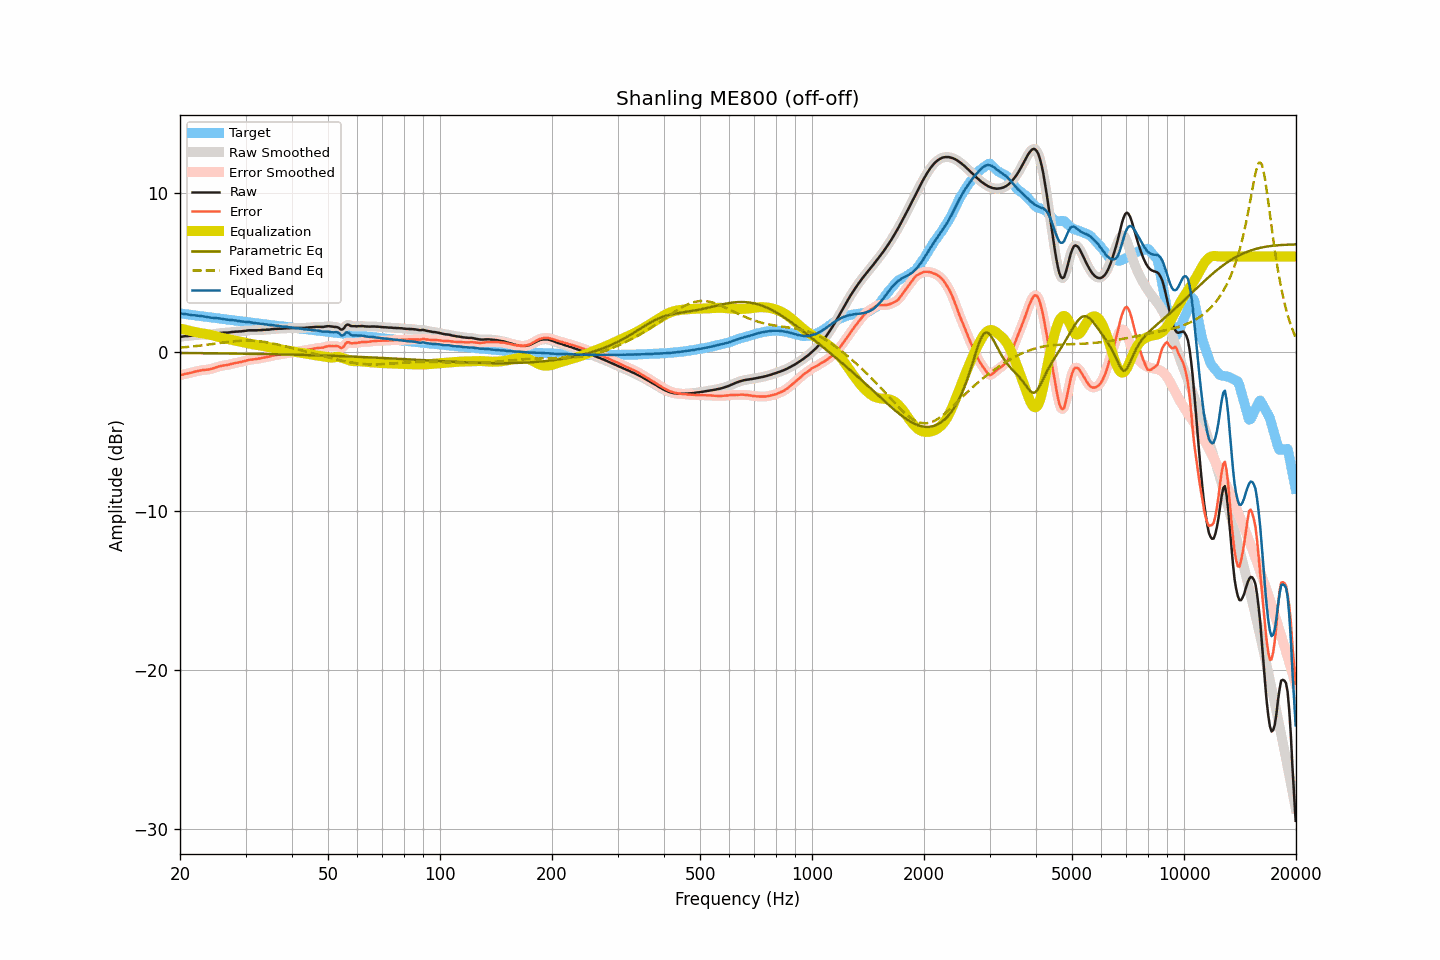 Shanling ME800 (off-off)
Target
Raw Smoothed
Error Smoothed
Raw
Error
Equalization
Parametric Eq
Fixed Band Eq
Equalized
10
0
−10
−20
−30
Amplitude (dBr)
20 50 100 200 500 1000 2000 5000 10000 20000
Frequency (Hz)